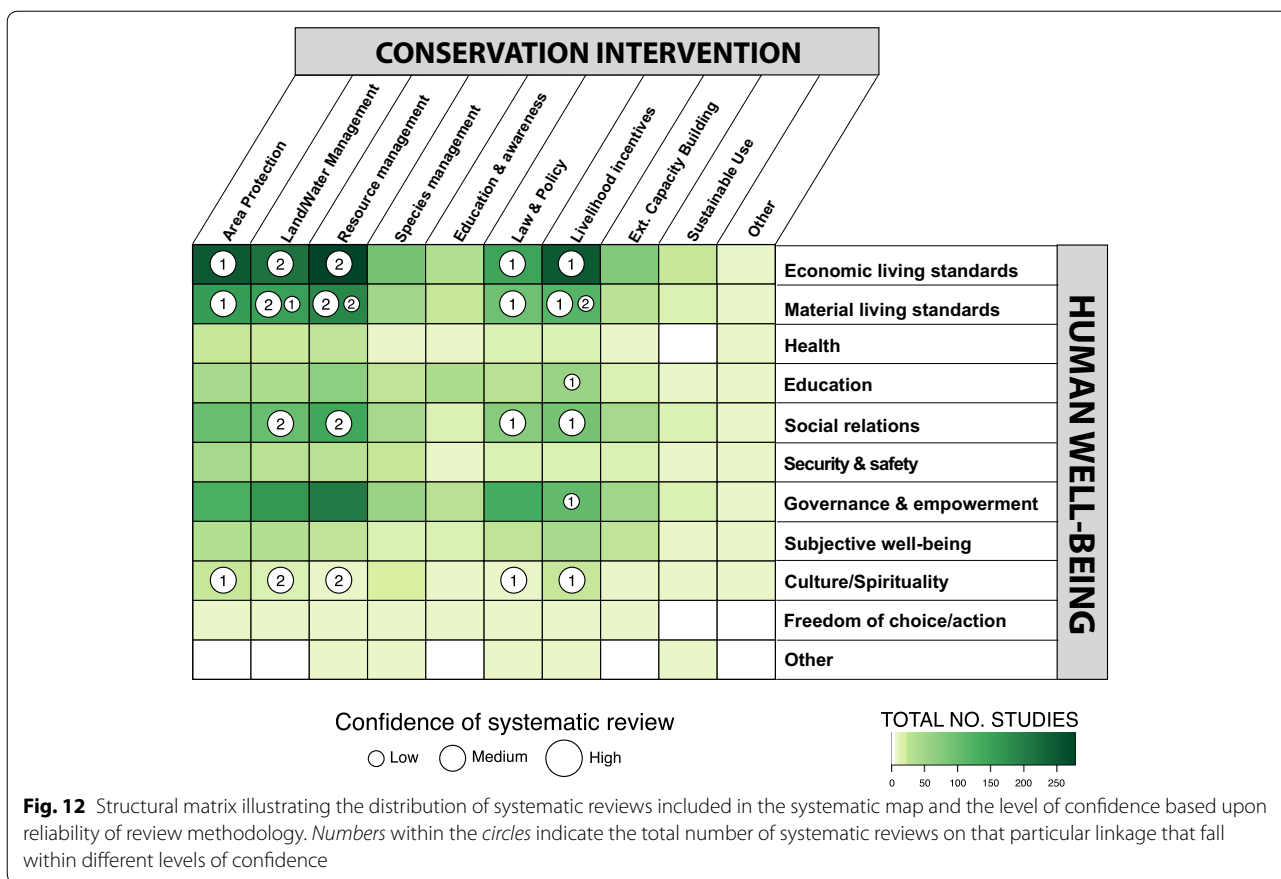 CONSERVATION INTERVENTION
Area Protection
Land/Water Management
Resource management
Species management
Education & awareness
Law & Policy
Livelihood incentives
Ext. Capacity Building
Sustainable Use
Other
1 2 2 1 1 Economic living standards
1 2 1 2 2 1 1 2 Material living standards
Health
1 Education
2 2 1 1 Social relations
Security & safety
1 Governance & empowerment
Subjective well-being
1 2 2 1 1 Culture/Spirituality
Freedom of choice/action
Other
HUMAN WELL-BEING
Confidence of systematic review
Low Medium High
TOTAL NO. STUDIES
0 50 100 150 200 250
Fig. 12 Structural matrix illustrating the distribution of systematic reviews included in the systematic map and the level of confidence based upon
reliability of review methodology. Numbers within the circles indicate the total number of systematic reviews on that particular linkage that fall
within different levels of confidence